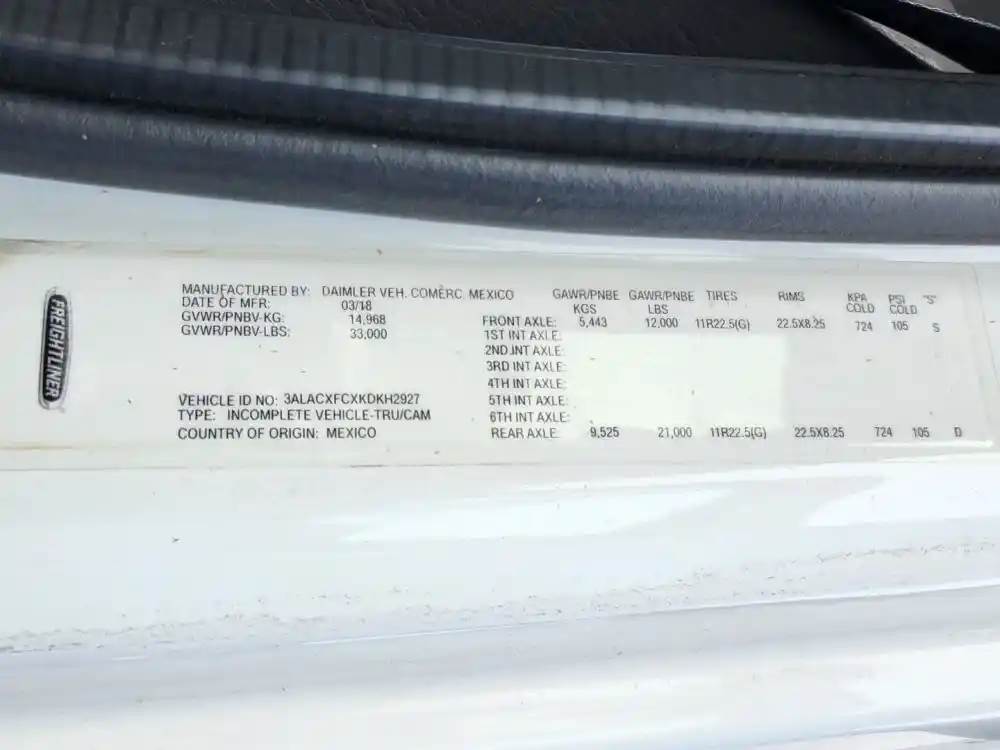 FREIGHTLINER
MANUFACTURED BY: DAIMLER VEH. COMERC. MEXICO
DATE OF MFR: 03/18
GVWR/PNBV-KG: 14,968
GVWR/PNBV-LBS: 33,000
VEHICLE ID NO: 3ALACXFCXKDKH2927
TYPE: INCOMPLETE VEHICLE-TRU/CAM
COUNTRY OF ORIGIN: MEXICO
GAWR/PNBE GAWR/PNBE TIRES RIMS KPA PSI "S"
KGS LBS COLD COLD
FRONT AXLE: 5,443 12,000 11R22.5(G) 22.5X8.25 724 105 S
1ST INT AXLE:
2ND INT AXLE:
3RD INT AXLE:
4TH INT AXLE:
5TH INT AXLE:
6TH INT AXLE:
REAR AXLE: 9,525 21,000 11R22.5(G) 22.5X8.25 724 105 D